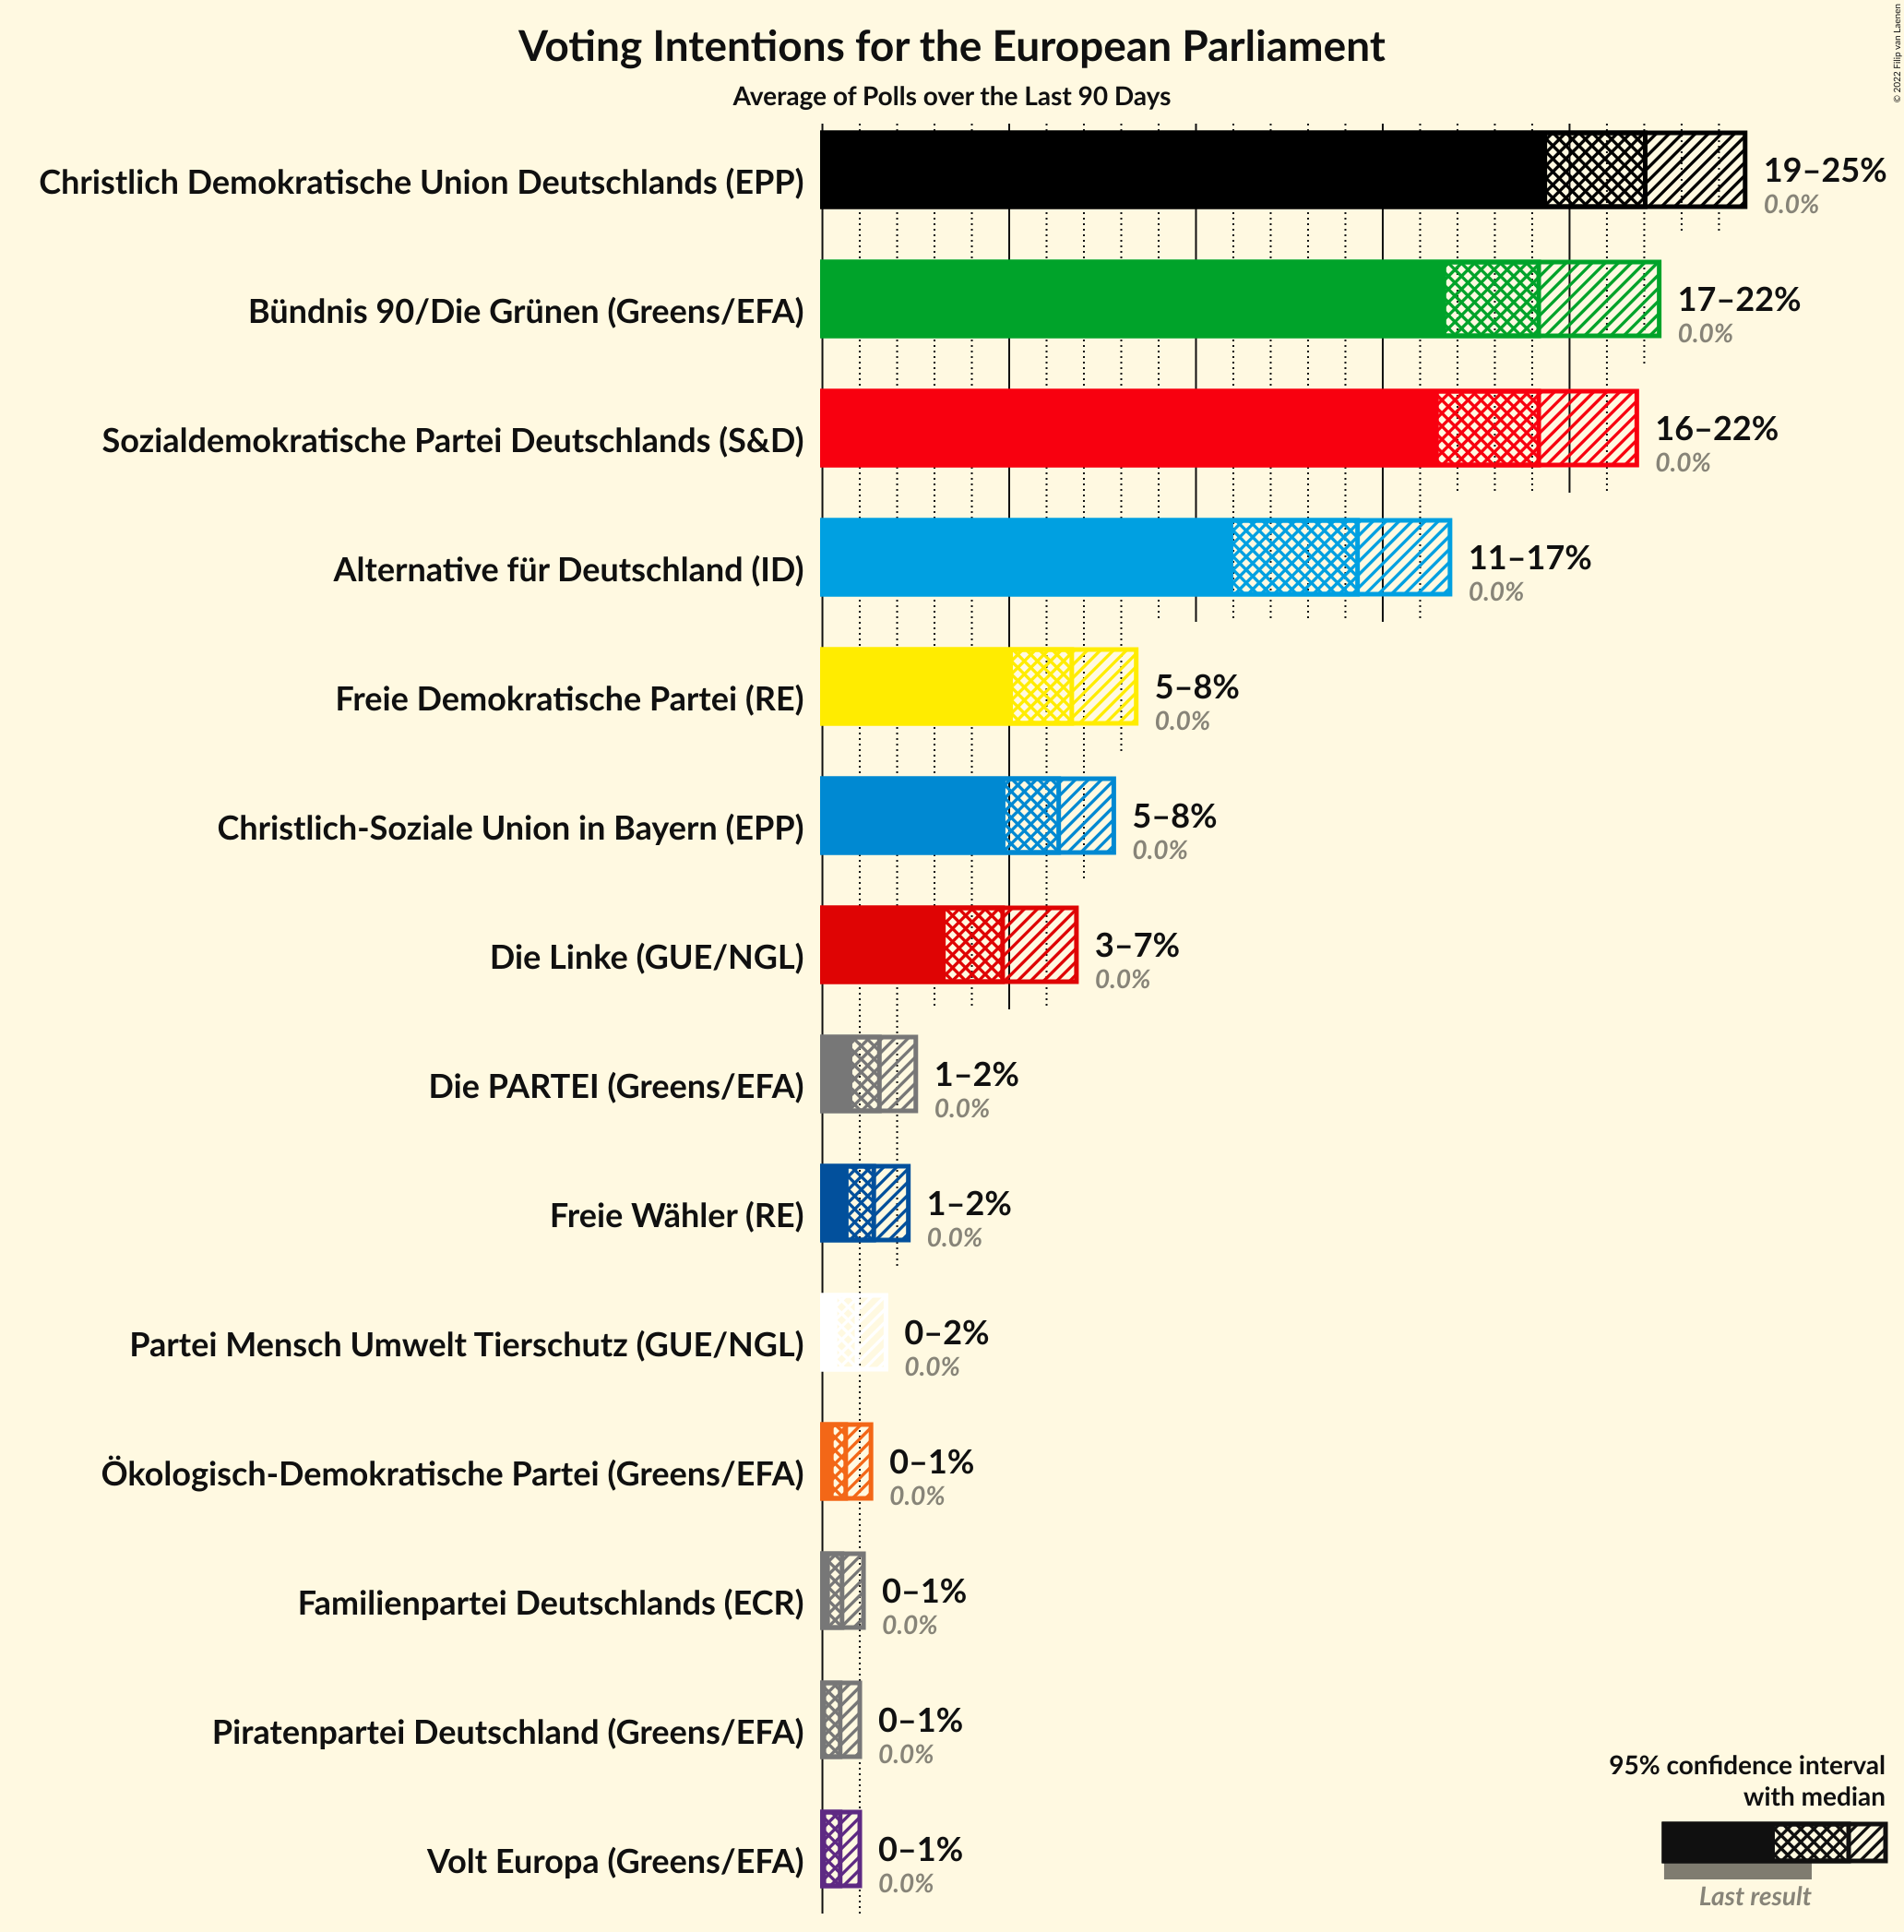 Voting Intentions for the European Parliament
Average of Polls over the Last 90 Days
© 2022 Filip van Laenen
Christlich Demokratische Union Deutschlands (EPP)
19–25%
0.0%
Bündnis 90/Die Grünen (Greens/EFA)
17–22%
0.0%
Sozialdemokratische Partei Deutschlands (S&D)
16–22%
0.0%
Alternative für Deutschland (ID)
11–17%
0.0%
Freie Demokratische Partei (RE)
5–8%
0.0%
Christlich-Soziale Union in Bayern (EPP)
5–8%
0.0%
Die Linke (GUE/NGL)
3–7%
0.0%
Die PARTEI (Greens/EFA)
1–2%
0.0%
Freie Wähler (RE)
1–2%
0.0%
Partei Mensch Umwelt Tierschutz (GUE/NGL)
0–2%
0.0%
Ökologisch-Demokratische Partei (Greens/EFA)
0–1%
0.0%
Familienpartei Deutschlands (ECR)
0–1%
0.0%
Piratenpartei Deutschland (Greens/EFA)
0–1%
0.0%
Volt Europa (Greens/EFA)
0–1%
0.0%
95% confidence interval
with median
Last result